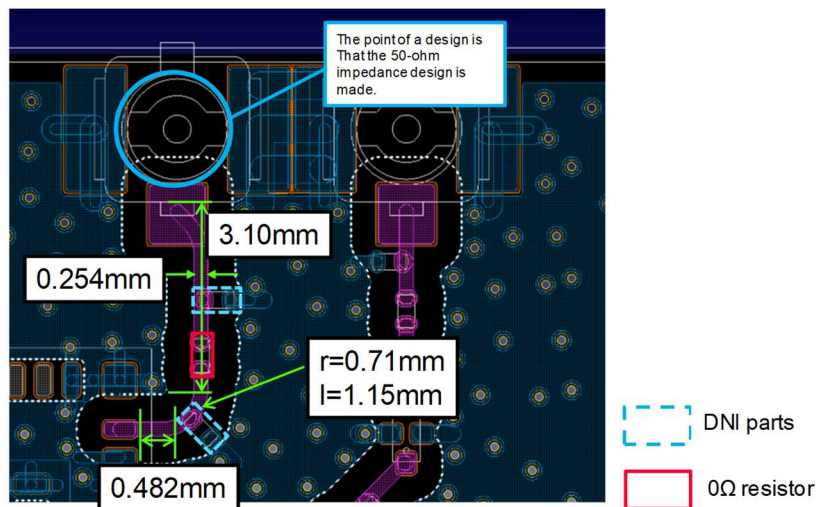 The point of a design is
That the 50-ohm
impedance design is
made.
3.10mm
0.254mm
r=0.71mm
l=1.15mm
0.482mm
DNI parts
0Ω resistor